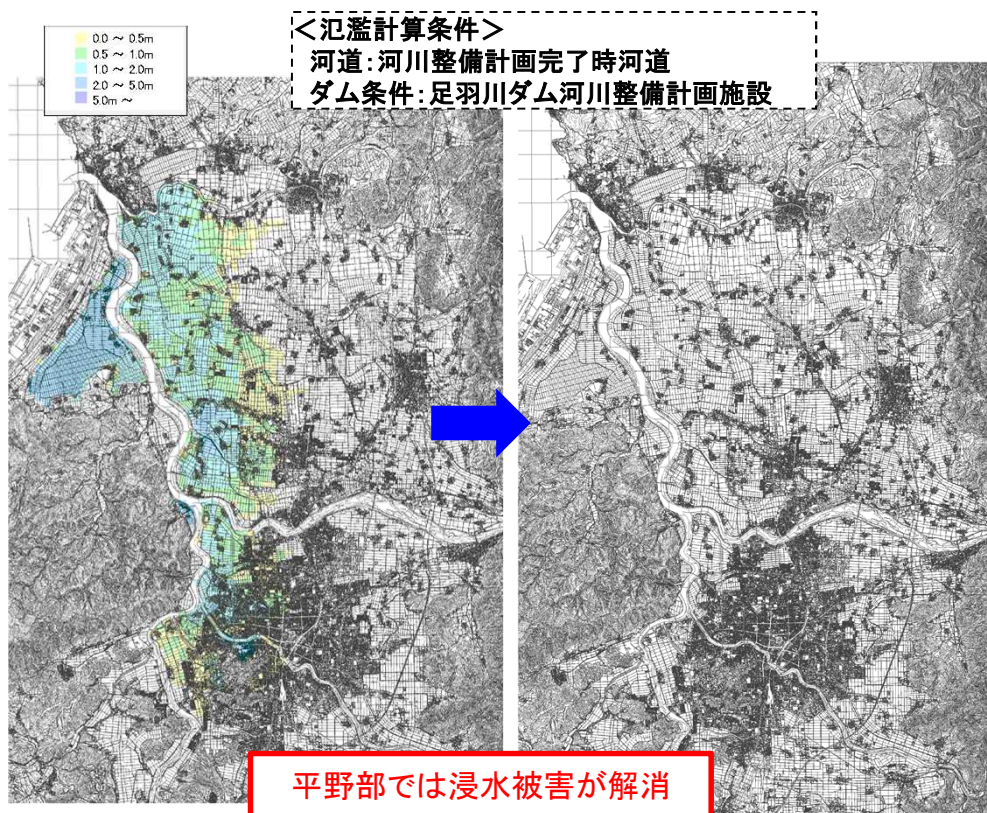 0.0 ～ 0.5m
0.5 ～ 1.0m
1.0 ～ 2.0m
2.0 ～ 5.0m
5.0m ～
＜氾濫計算条件＞
河道：河川整備計画完了時河道
ダム条件：足羽川ダム河川整備計画施設
平野部では浸水被害が解消